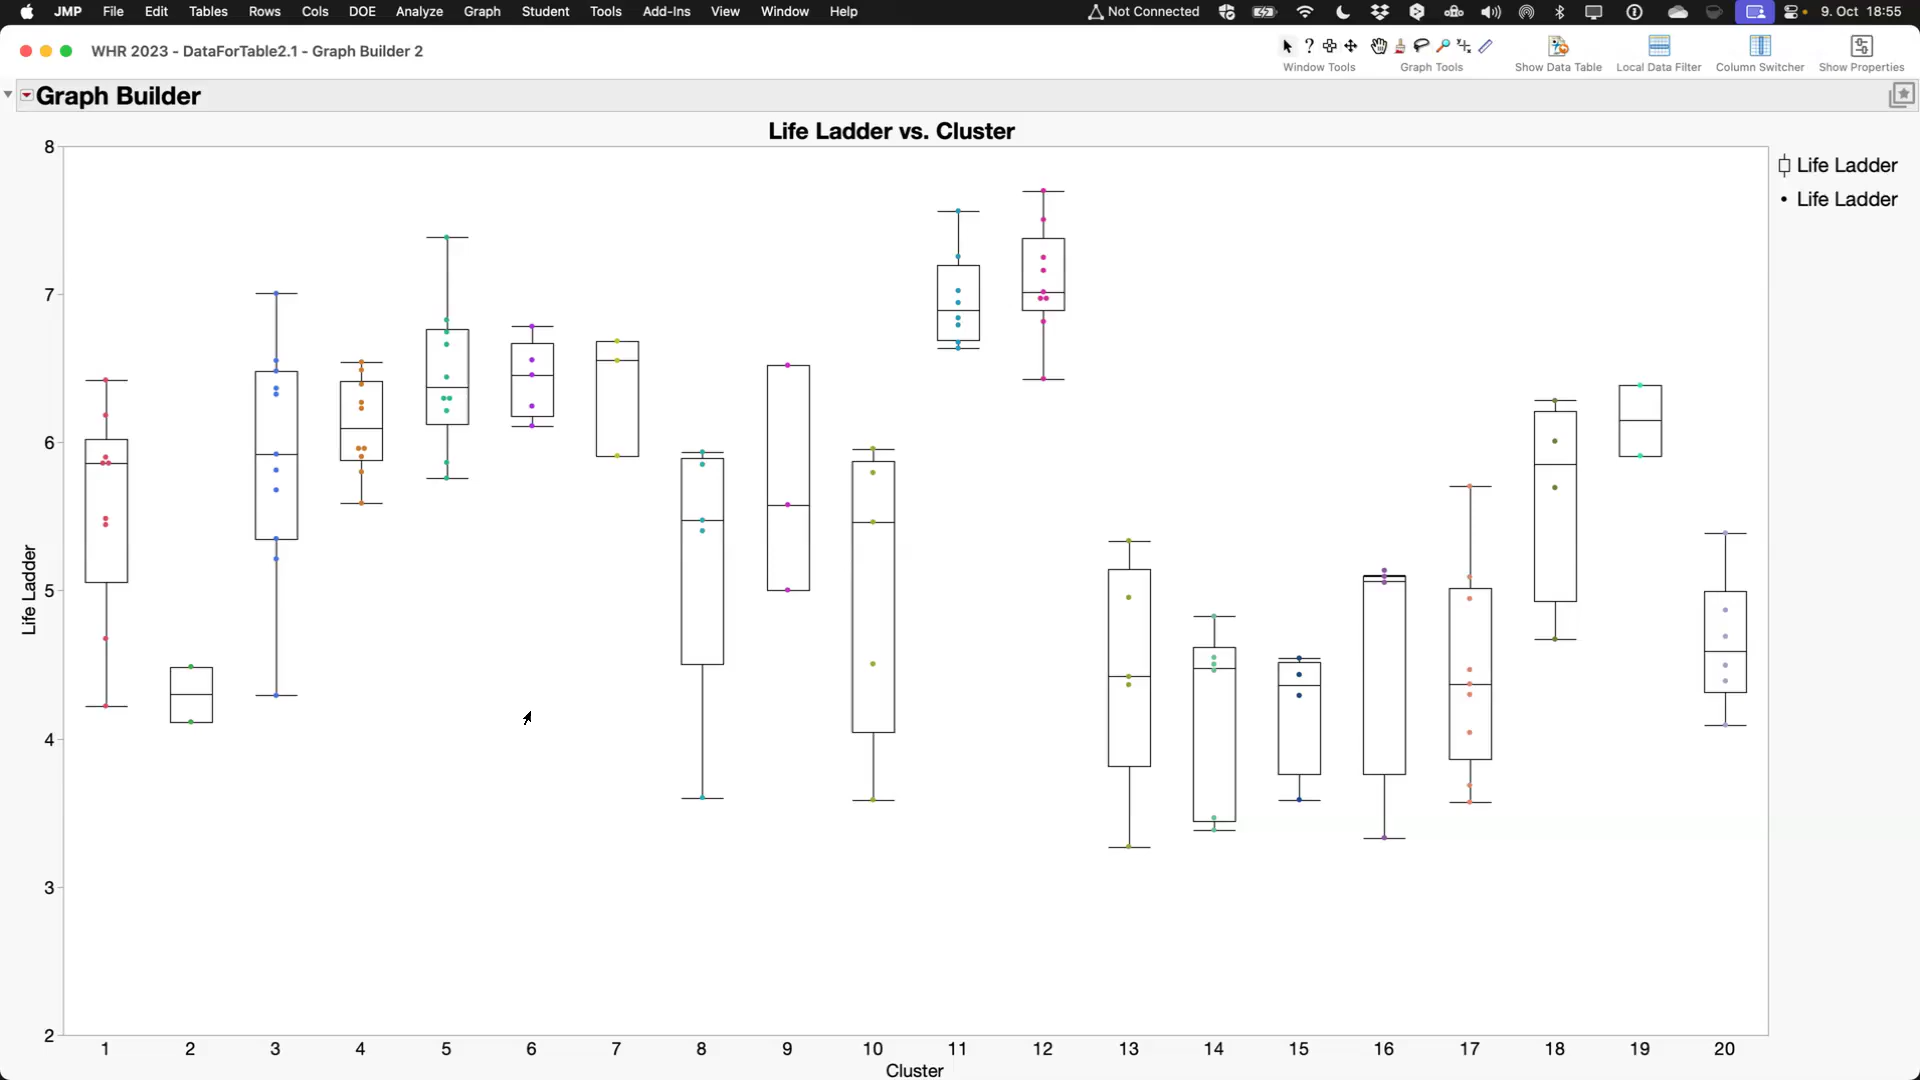 JMP File Edit Tables Rows Cols DOE Analyze Graph Student Tools Add-Ins View Window Help Not Connected 9. Oct 18:55
WHR 2023 - DataForTable2.1 - Graph Builder 2
Window Tools Graph Tools Show Data Table Local Data Filter Column Switcher Show Properties
Graph Builder
Life Ladder vs. Cluster
8
7
6
5
4
3
2
Life Ladder
Life Ladder
Life Ladder
1 2 3 4 5 6 7 8 9 10 11 12 13 14 15 16 17 18 19 20
Cluster